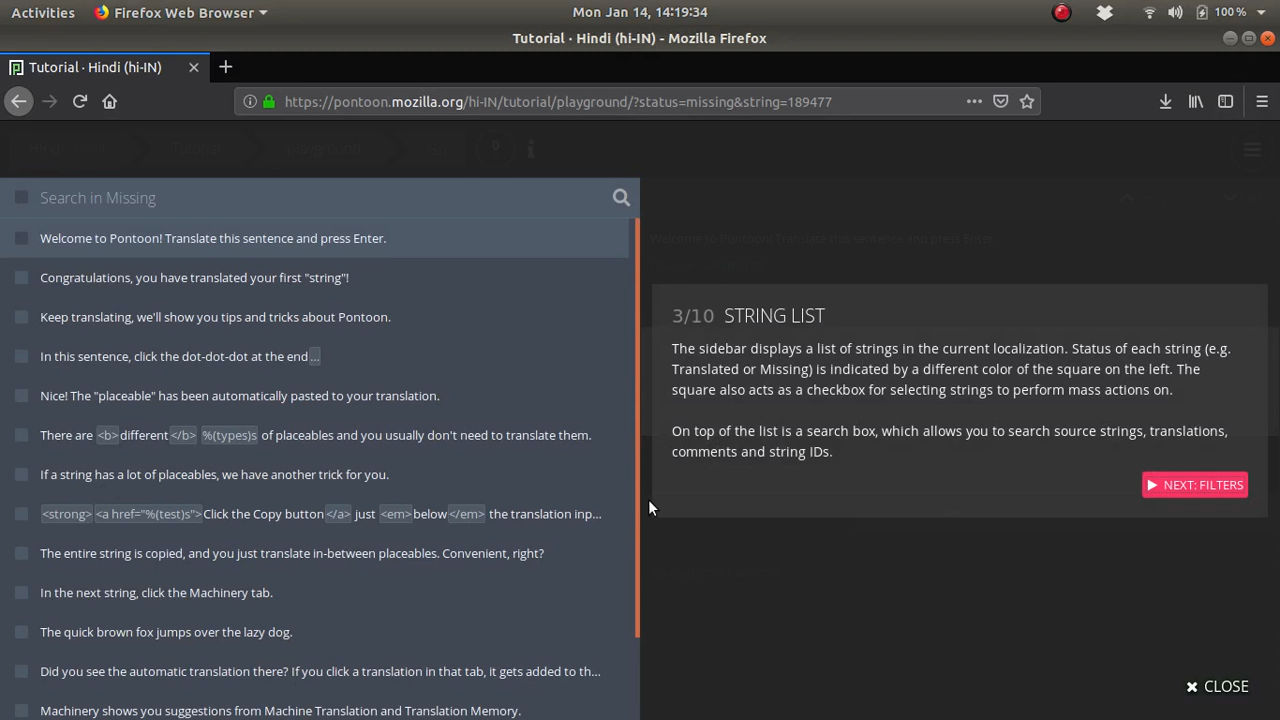 Activities
Firefox Web Browser
Mon Jan 14, 14:19:34
100 %
Tutorial · Hindi (hi-IN) - Mozilla Firefox
Tutorial · Hindi (hi-IN)
https://pontoon.mozilla.org/hi-IN/tutorial/playground/?status=missing&string=189477
Tutorial
playground
Search in Missing
Welcome to Pontoon! Translate this sentence and press Enter.
Congratulations, you have translated your first "string"!
Keep translating, we'll show you tips and tricks about Pontoon.
In this sentence, click the dot-dot-dot at the end...
Nice! The "placeable" has been automatically pasted to your translation.
There are <b>different</b> %(types)s of placeables and you usually don't need to translate them.
If a string has a lot of placeables, we have another trick for you.
<strong><a href="%(test)s">Click the Copy button</a> just <em>below</em> the translation inp...
The entire string is copied, and you just translate in-between placeables. Convenient, right?
In the next string, click the Machinery tab.
The quick brown fox jumps over the lazy dog.
Did you see the automatic translation there? If you click a translation in that tab, it gets added to th...
Machinery shows you suggestions from Machine Translation and Translation Memory.
Welcome to Pontoon! Translate this sentence and press Enter.
3/10 STRING LIST
The sidebar displays a list of strings in the current localization. Status of each string (e.g.
Translated or Missing) is indicated by a different color of the square on the left. The
square also acts as a checkbox for selecting strings to perform mass actions on.
On top of the list is a search box, which allows you to search source strings, translations,
comments and string IDs.
NEXT: FILTERS
CLOSE